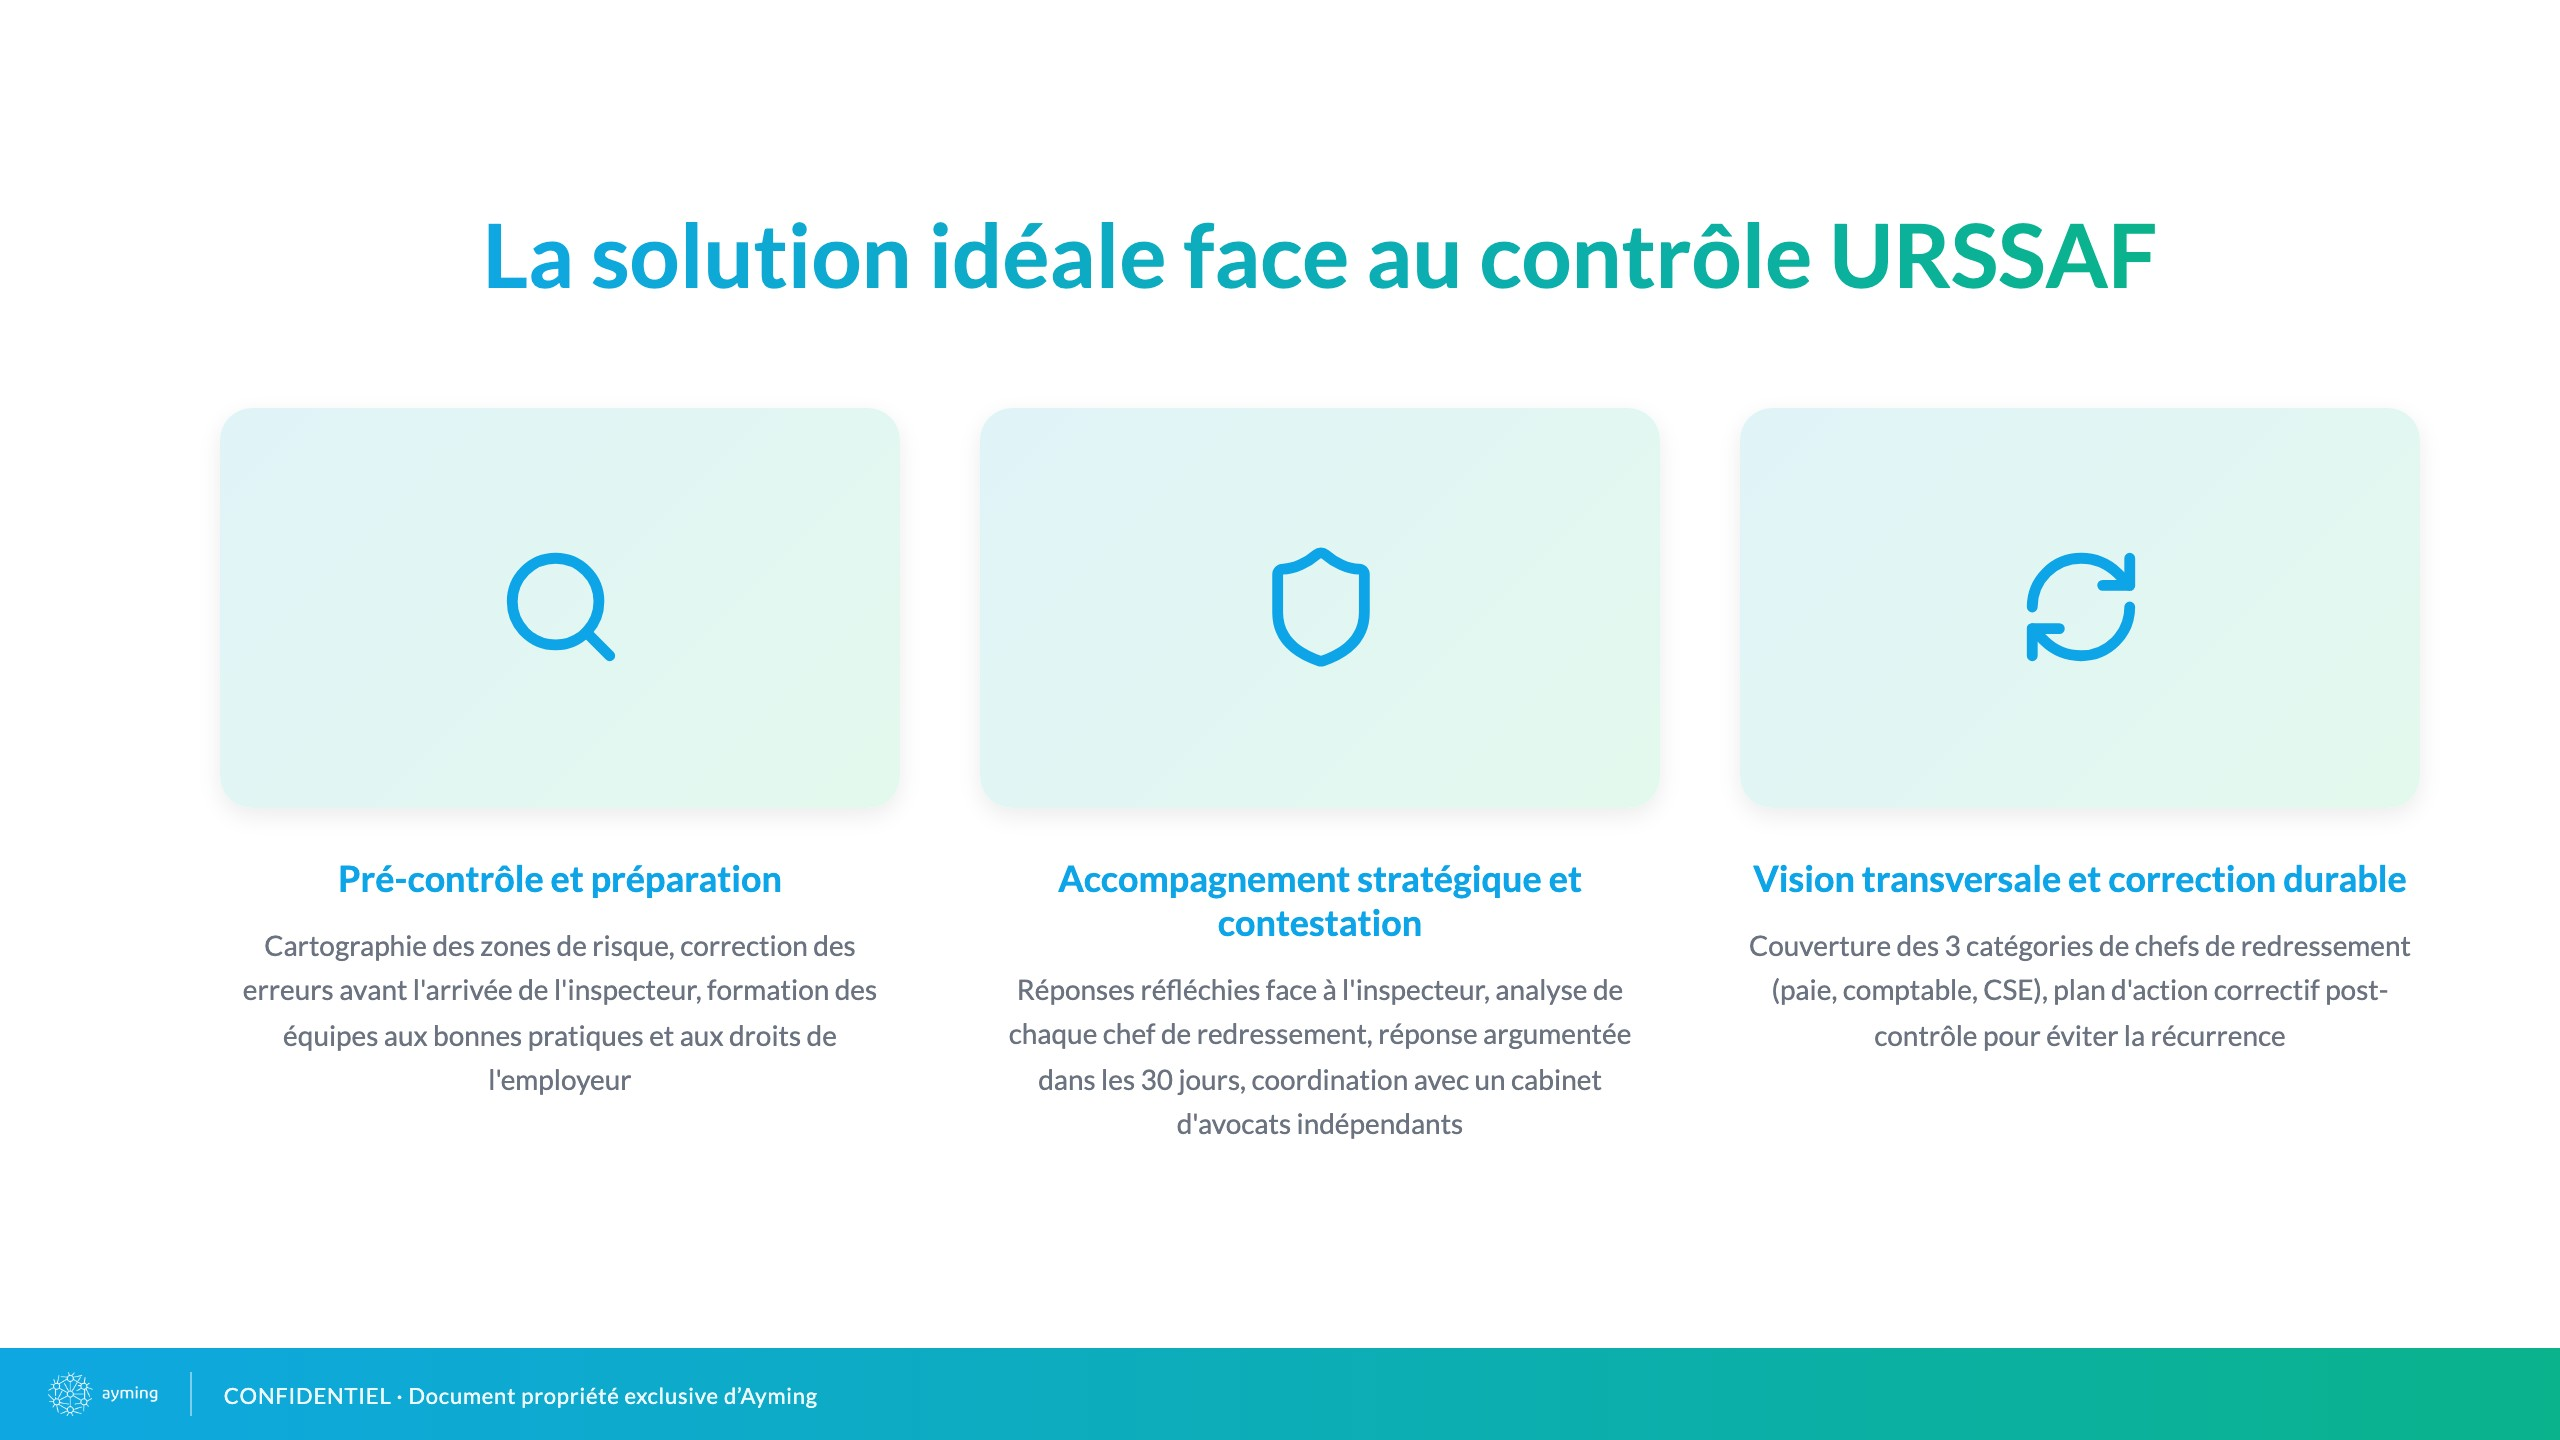 La solution idéale face au contrôle URSSAF
Pré-contrôle et préparation
Cartographie des zones de risque, correction des
erreurs avant l'arrivée de l'inspecteur, formation des
équipes aux bonnes pratiques et aux droits de
l'employeur
Accompagnement stratégique et
contestation
Réponses réfléchies face à l'inspecteur, analyse de
chaque chef de redressement, réponse argumentée
dans les 30 jours, coordination avec un cabinet
d'avocats indépendants
Vision transversale et correction durable
Couverture des 3 catégories de chefs de redressement
(paie, comptable, CSE), plan d'action correctif post-
contrôle pour éviter la récurrence
ayming
CONFIDENTIEL · Document propriété exclusive d’Ayming